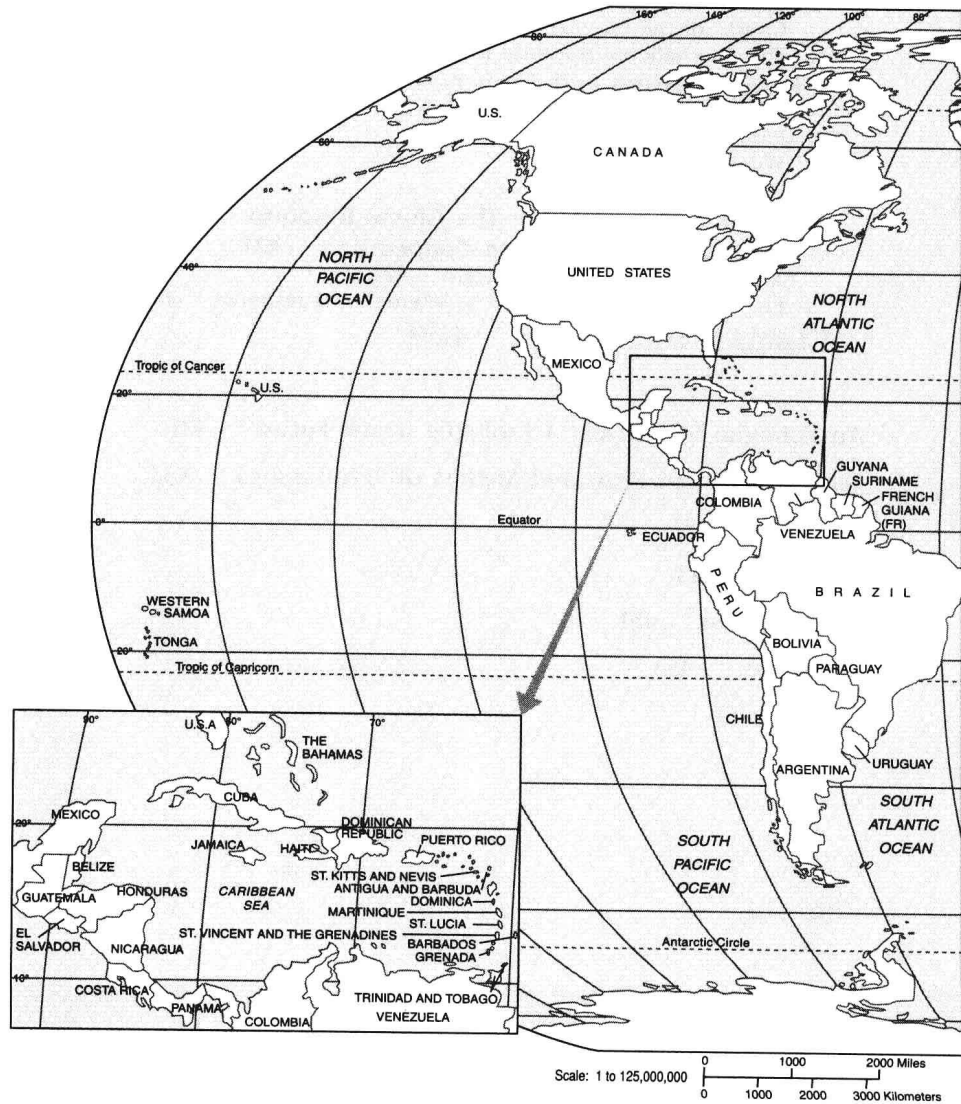 160°
140°
120°
100°
80°
80°
U.S.
60°
CANADA
NORTH
PACIFIC
OCEAN
40°
UNITED STATES
NORTH
ATLANTIC
OCEAN
MEXICO
Tropic of Cancer
U.S.
20°
GUYANA
SURINAME
FRENCH
GUIANA
(FR)
COLOMBIA
VENEZUELA
Equator
0°
ECUADOR
PERU
BRAZIL
WESTERN
SAMOA
TONGA
BOLIVIA
20°
Tropic of Capricorn
PARAGUAY
CHILE
ARGENTINA
URUGUAY
SOUTH
PACIFIC
OCEAN
SOUTH
ATLANTIC
OCEAN
Antarctic Circle
90°
U.S.A
80°
70°
THE
BAHAMAS
MEXICO
CUBA
20°
DOMINICAN
REPUBLIC
JAMAICA
HAITI
PUERTO RICO
BELIZE
ST. KITTS AND NEVIS
GUATEMALA
HONDURAS
CARIBBEAN
SEA
ANTIGUA AND BARBUDA
DOMINICA
MARTINIQUE
ST. LUCIA
EL
SALVADOR
ST. VINCENT AND THE GRENADINES
NICARAGUA
BARBADOS
GRENADA
10°
COSTA RICA
PANAMA
TRINIDAD AND TOBAGO
COLOMBIA
VENEZUELA
Scale: 1 to 125,000,000
0 1000 2000 Miles
0 1000 2000 3000 Kilometers